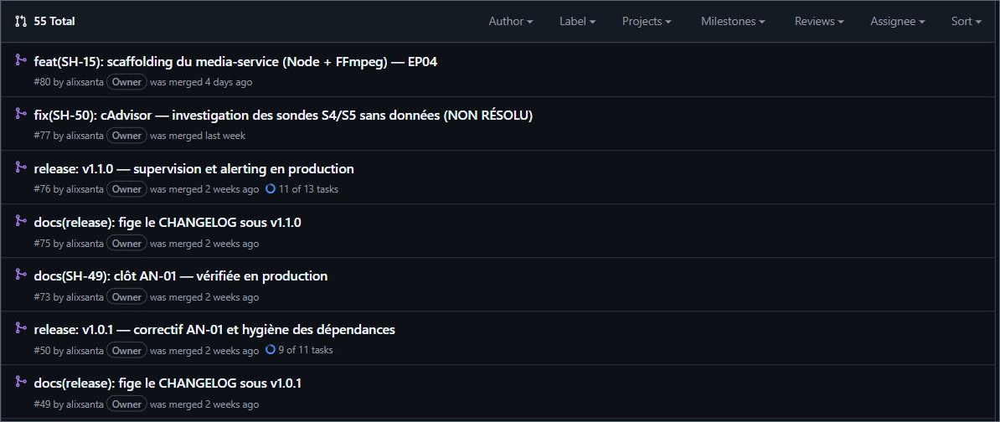 55 Total
Author Label Projects Milestones Reviews Assignee Sort
feat(SH-15): scaffolding du media-service (Node + FFmpeg) — EP04
#80 by alixsanta Owner was merged 4 days ago
fix(SH-50): cAdvisor — investigation des sondes S4/S5 sans données (NON RÉSOLU)
#77 by alixsanta Owner was merged last week
release: v1.1.0 — supervision et alerting en production
#76 by alixsanta Owner was merged 2 weeks ago 11 of 13 tasks
docs(release): fige le CHANGELOG sous v1.1.0
#75 by alixsanta Owner was merged 2 weeks ago
docs(SH-49): clôt AN-01 — vérifiée en production
#73 by alixsanta Owner was merged 2 weeks ago
release: v1.0.1 — correctif AN-01 et hygiène des dépendances
#50 by alixsanta Owner was merged 2 weeks ago 9 of 11 tasks
docs(release): fige le CHANGELOG sous v1.0.1
#49 by alixsanta Owner was merged 2 weeks ago